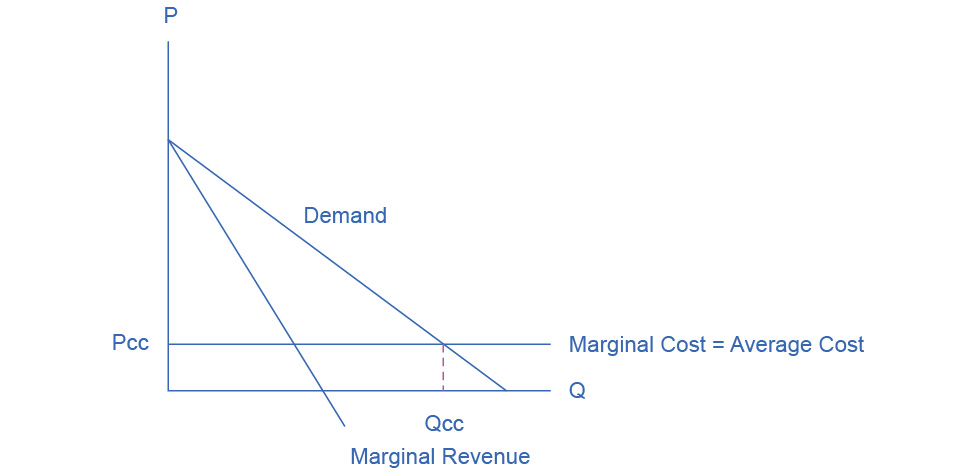 P
Demand
Pcc
Marginal Cost = Average Cost
Q
Qcc
Marginal Revenue